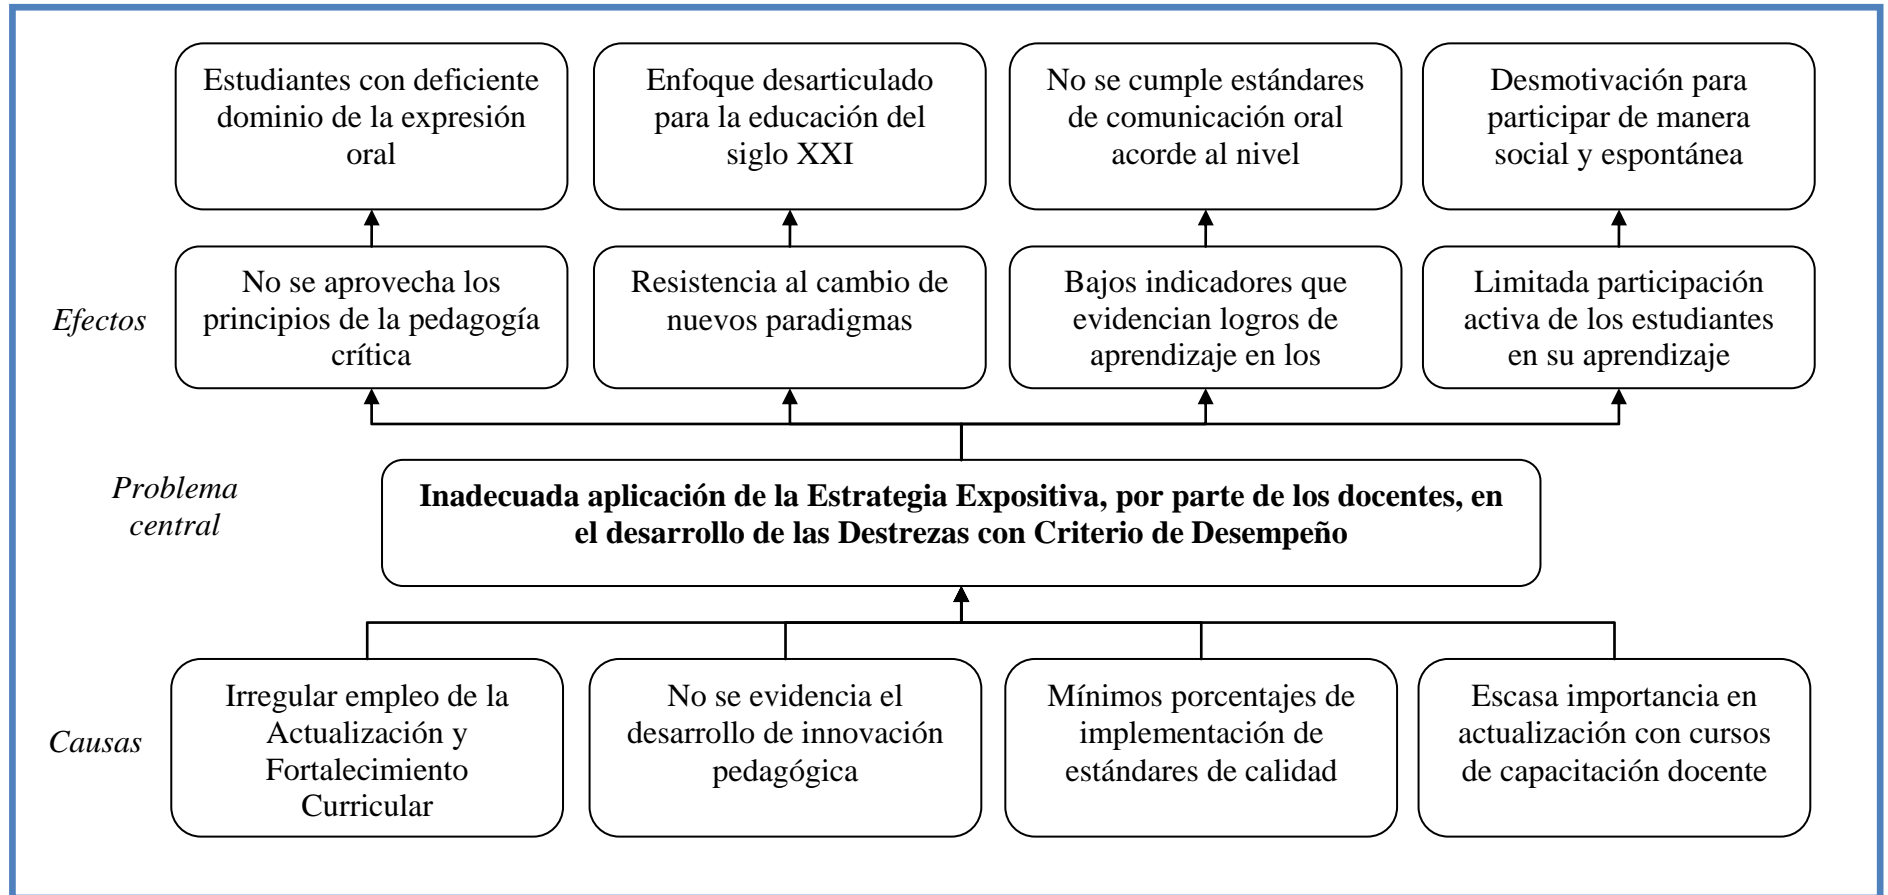 Estudiantes con deficiente
dominio de la expresión
oral
Enfoque desarticulado
para la educación del
siglo XXI
No se cumple estándares
de comunicación oral
acorde al nivel
Desmotivación para
participar de manera
social y espontánea
Efectos
No se aprovecha los
principios de la pedagogía
crítica
Resistencia al cambio de
nuevos paradigmas
Bajos indicadores que
evidencian logros de
aprendizaje en los
Limitada participación
activa de los estudiantes
en su aprendizaje
Problema
central
Inadecuada aplicación de la Estrategia Expositiva, por parte de los docentes, en
el desarrollo de las Destrezas con Criterio de Desempeño
Causas
Irregular empleo de la
Actualización y
Fortalecimiento
Curricular
No se evidencia el
desarrollo de innovación
pedagógica
Mínimos porcentajes de
implementación de
estándares de calidad
Escasa importancia en
actualización con cursos
de capacitación docente